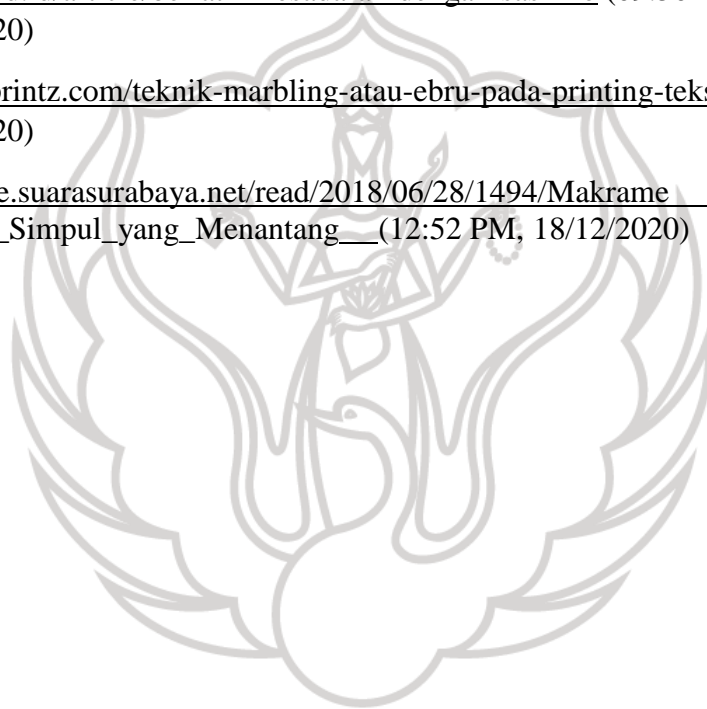 20)
rintz.com/teknik-marbling-atau-ebru-pada-printing-teks
20)
e.suarasurabaya.net/read/2018/06/28/1494/Makrame
_Simpul_yang_Menantang__(12:52 PM, 18/12/2020)